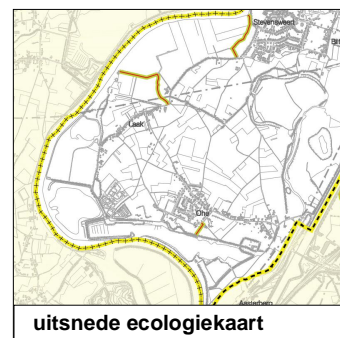 Stevensweert
Laak
Ohé
Aasterberg
uitsnede ecologiekaart